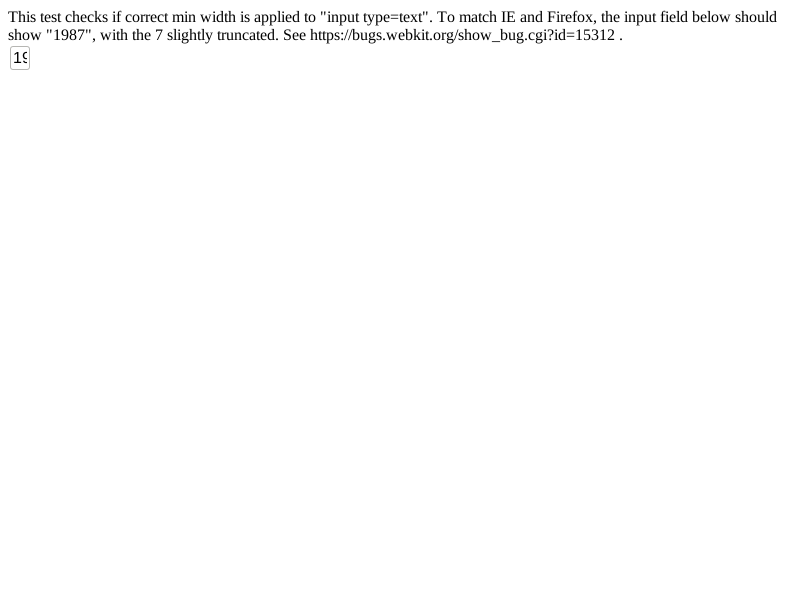 This test checks if correct min width is applied to "input type=text". To match IE and Firefox, the input field below should
show "1987", with the 7 slightly truncated. See https://bugs.webkit.org/show_bug.cgi?id=15312 .
19